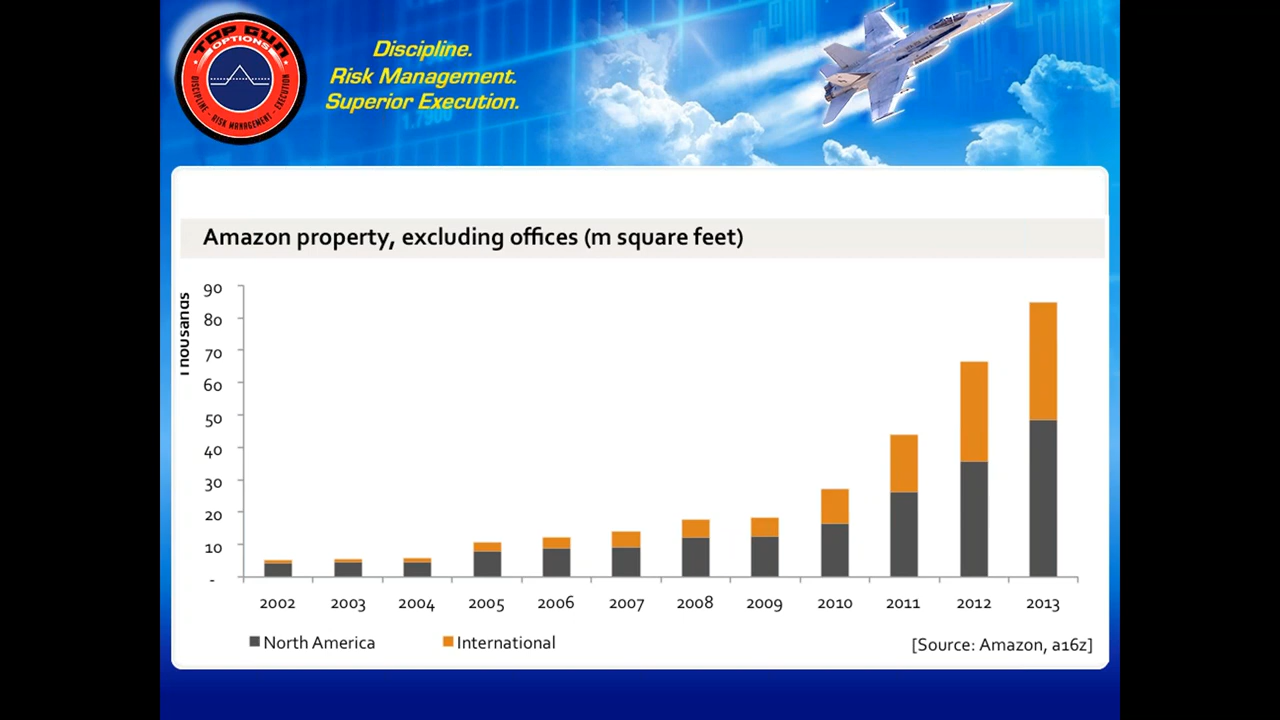 TOP GUN
OPTIONS
DISCIPLINE - RISK MANAGEMENT - EXECUTION
Discipline.
Risk Management.
Superior Execution.
Amazon property, excluding offices (m square feet)
Thousands
90
80
70
60
50
40
30
20
10
-
2002 2003 2004 2005 2006 2007 2008 2009 2010 2011 2012 2013
North America International
[Source: Amazon, a16z]